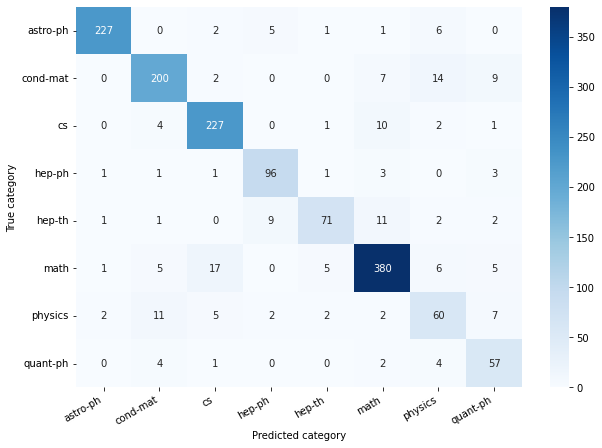 astro-ph 227 0 2 5 1 1 6 0
cond-mat 0 200 2 0 0 7 14 9
cs 0 4 227 0 1 10 2 1
hep-ph 1 1 1 96 1 3 0 3
hep-th 1 1 0 9 71 11 2 2
math 1 5 17 0 5 380 6 5
physics 2 11 5 2 2 2 60 7
quant-ph 0 4 1 0 0 2 4 57
astro-ph cond-mat cs hep-ph hep-th math physics quant-ph
Predicted category
True category
350
300
250
200
150
100
50
0